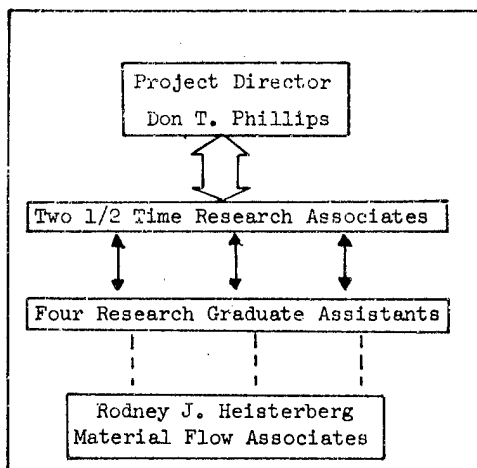 Project Director
Don T. Phillips
Two 1/2 Time Research Associates
Four Research Graduate Assistants
Rodney J. Heisterberg
Material Flow Associates